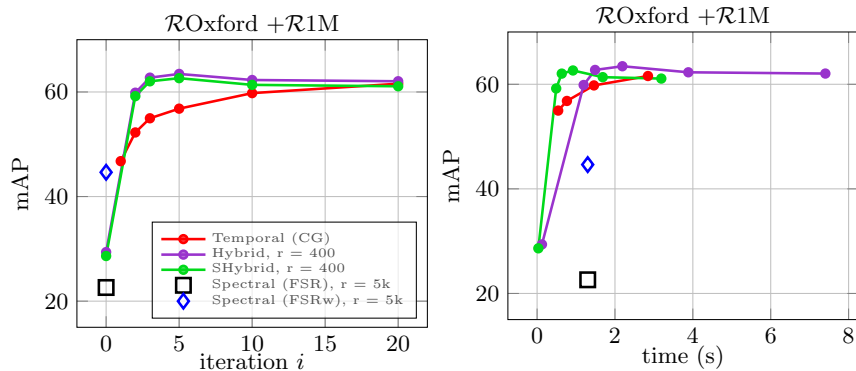 ℛOxford +ℛ1M
mAP
60
40
20
Temporal (CG)
Hybrid, r = 400
SHybrid, r = 400
Spectral (FSR), r = 5k
Spectral (FSRw), r = 5k
0 5 10 15 20
iteration i
ℛOxford +ℛ1M
mAP
60
40
20
0 2 4 6 8
time (s)